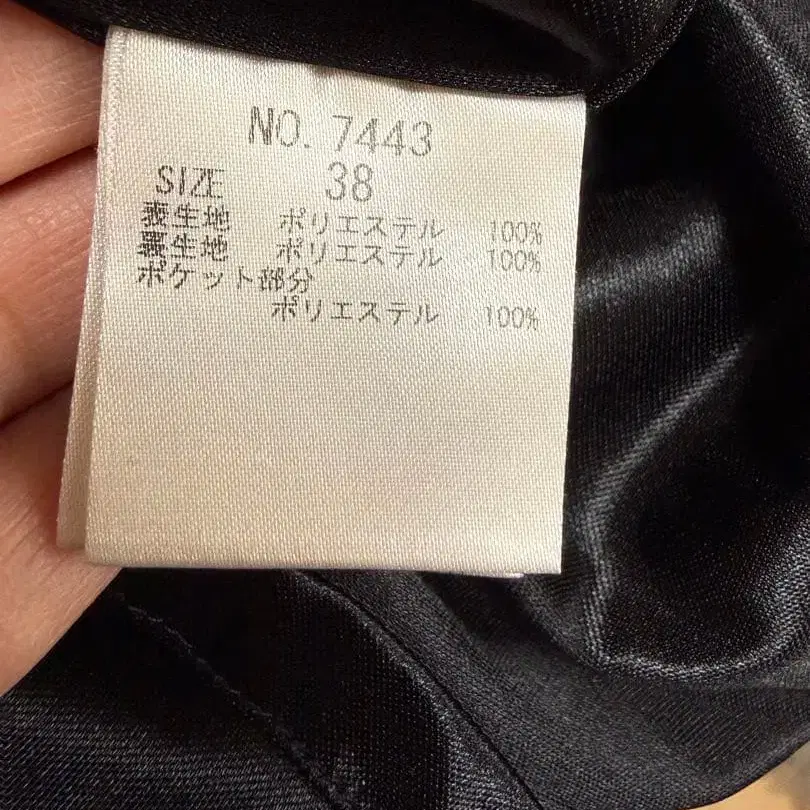 NO. 7443
SIZE 38
表生地 ポリエステル 100%
裏生地 ポリエステル 100%
ポケット部分
ポリエステル 100%